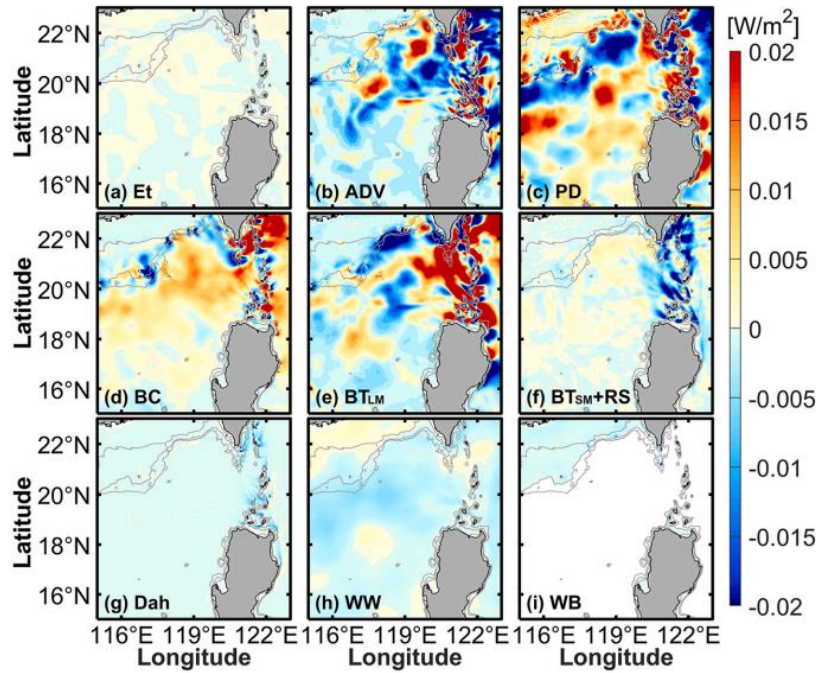 [W/m²]
22°N
20°N
18°N
16°N
Latitude
(a) Et
(b) ADV
(c) PD
0.02
0.015
0.01
0.005
0
-0.005
-0.01
-0.015
-0.02
22°N
20°N
18°N
16°N
Latitude
(d) BC
(e) BTLM
(f) BTSM+RS
22°N
20°N
18°N
16°N
Latitude
(g) Dah
(h) WW
(i) WB
116°E 119°E 122°E
116°E 119°E 122°E
116°E 119°E 122°E
Longitude
Longitude
Longitude